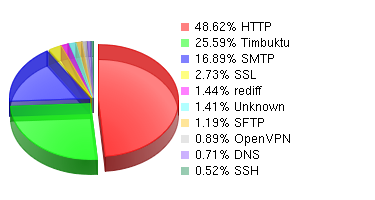 48.62% HTTP
25.59% Timbuktu
16.89% SMTP
2.73% SSL
1.44% rediff
1.41% Unknown
1.19% SFTP
0.89% OpenVPN
0.71% DNS
0.52% SSH